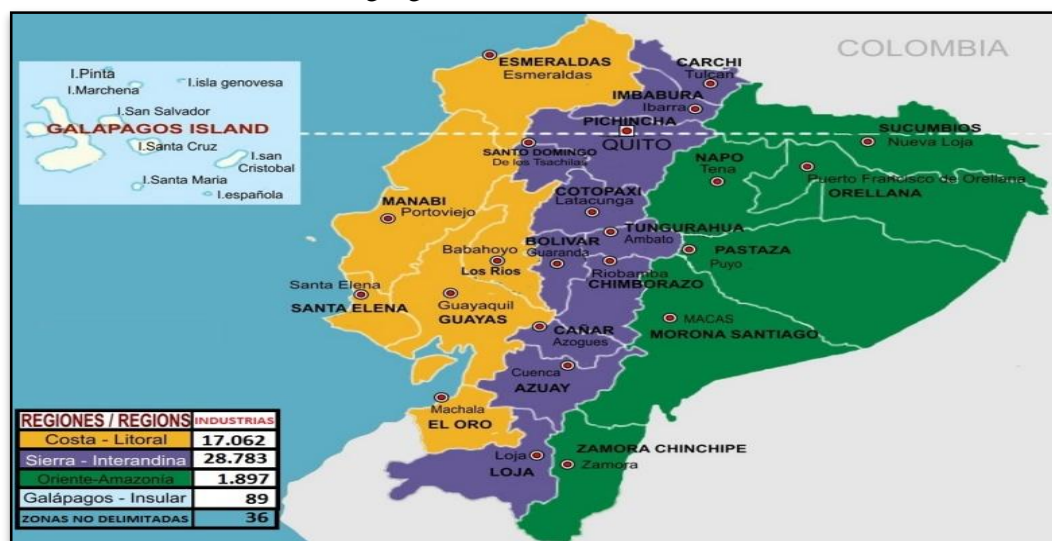 COLOMBIA
I.Pinta
I.Marchena
I.isla genovesa
I.San Salvador
GALAPAGOS ISLAND
I.Santa Cruz
I.san
Cristobal
I.Santa Maria
I.española
ESMERALDAS
Esmeraldas
CARCHI
Tulcan
IMBABURA
Ibarra
PICHINCHA
QUITO
SANTO DOMINGO
De los Tsachilas
SUCUMBIOS
Nueva Loja
NAPO
Tena
Puerto Francisco de Orellana
ORELLANA
COTOPAXI
Latacunga
MANABI
Portoviejo
TUNGURAHUA
Ambato
BOLIVAR
Guaranda
PASTAZA
Puyo
Babahoyo
Los Rios
Riobamba
CHIMBORAZO
Santa Elena
SANTA ELENA
Guayaquil
GUAYAS
MACAS
MORONA SANTIAGO
CAÑAR
Azogues
Cuenca
AZUAY
Machala
EL ORO
Loja
LOJA
ZAMORA CHINCHIPE
Zamora
REGIONES / REGIONS INDUSTRIAS
Costa - Litoral 17.062
Sierra - Interandina 28.783
Oriente-Amazonia 1.897
Galápagos - Insular 89
ZONAS NO DELIMITADAS 36